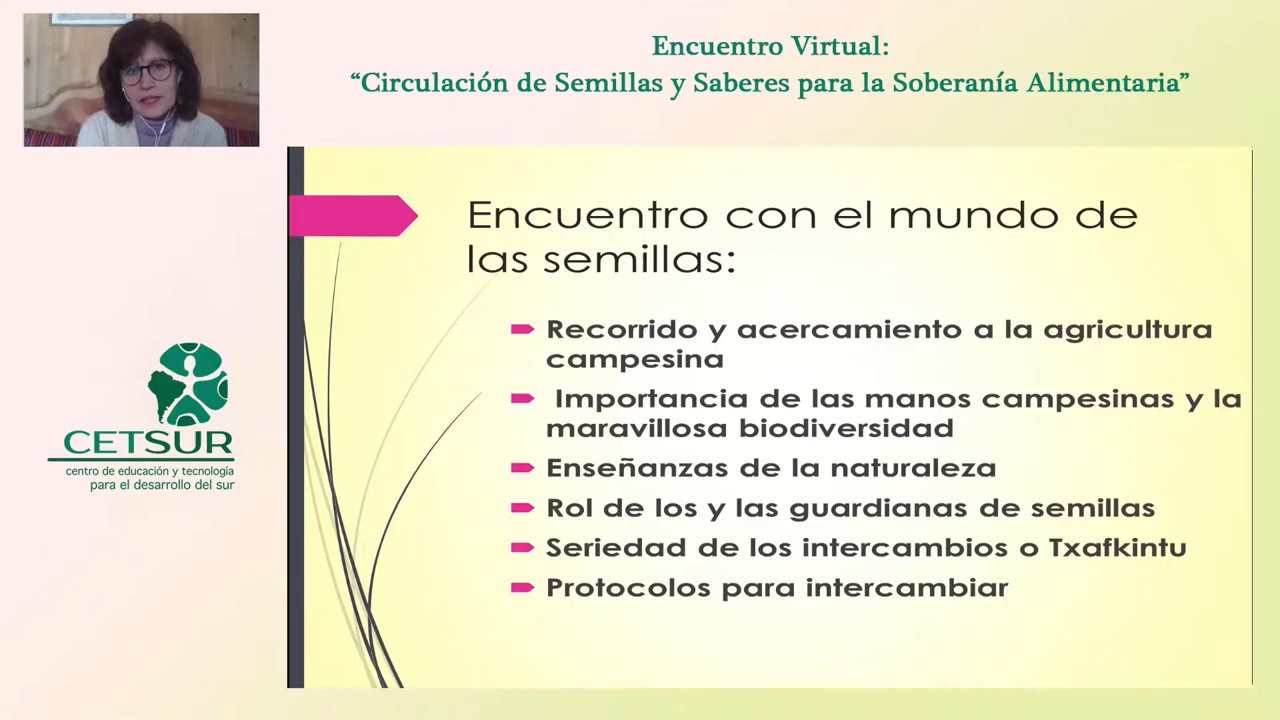 Encuentro Virtual:
“Circulación de Semillas y Saberes para la Soberanía Alimentaria”
Encuentro con el mundo de
las semillas:
Recorrido y acercamiento a la agricultura
campesina
Importancia de las manos campesinas y la
maravillosa biodiversidad
Enseñanzas de la naturaleza
Rol de los y las guardianas de semillas
Seriedad de los intercambios o Txafkintu
Protocolos para intercambiar
CETSUR
centro de educación y tecnología
para el desarrollo del sur